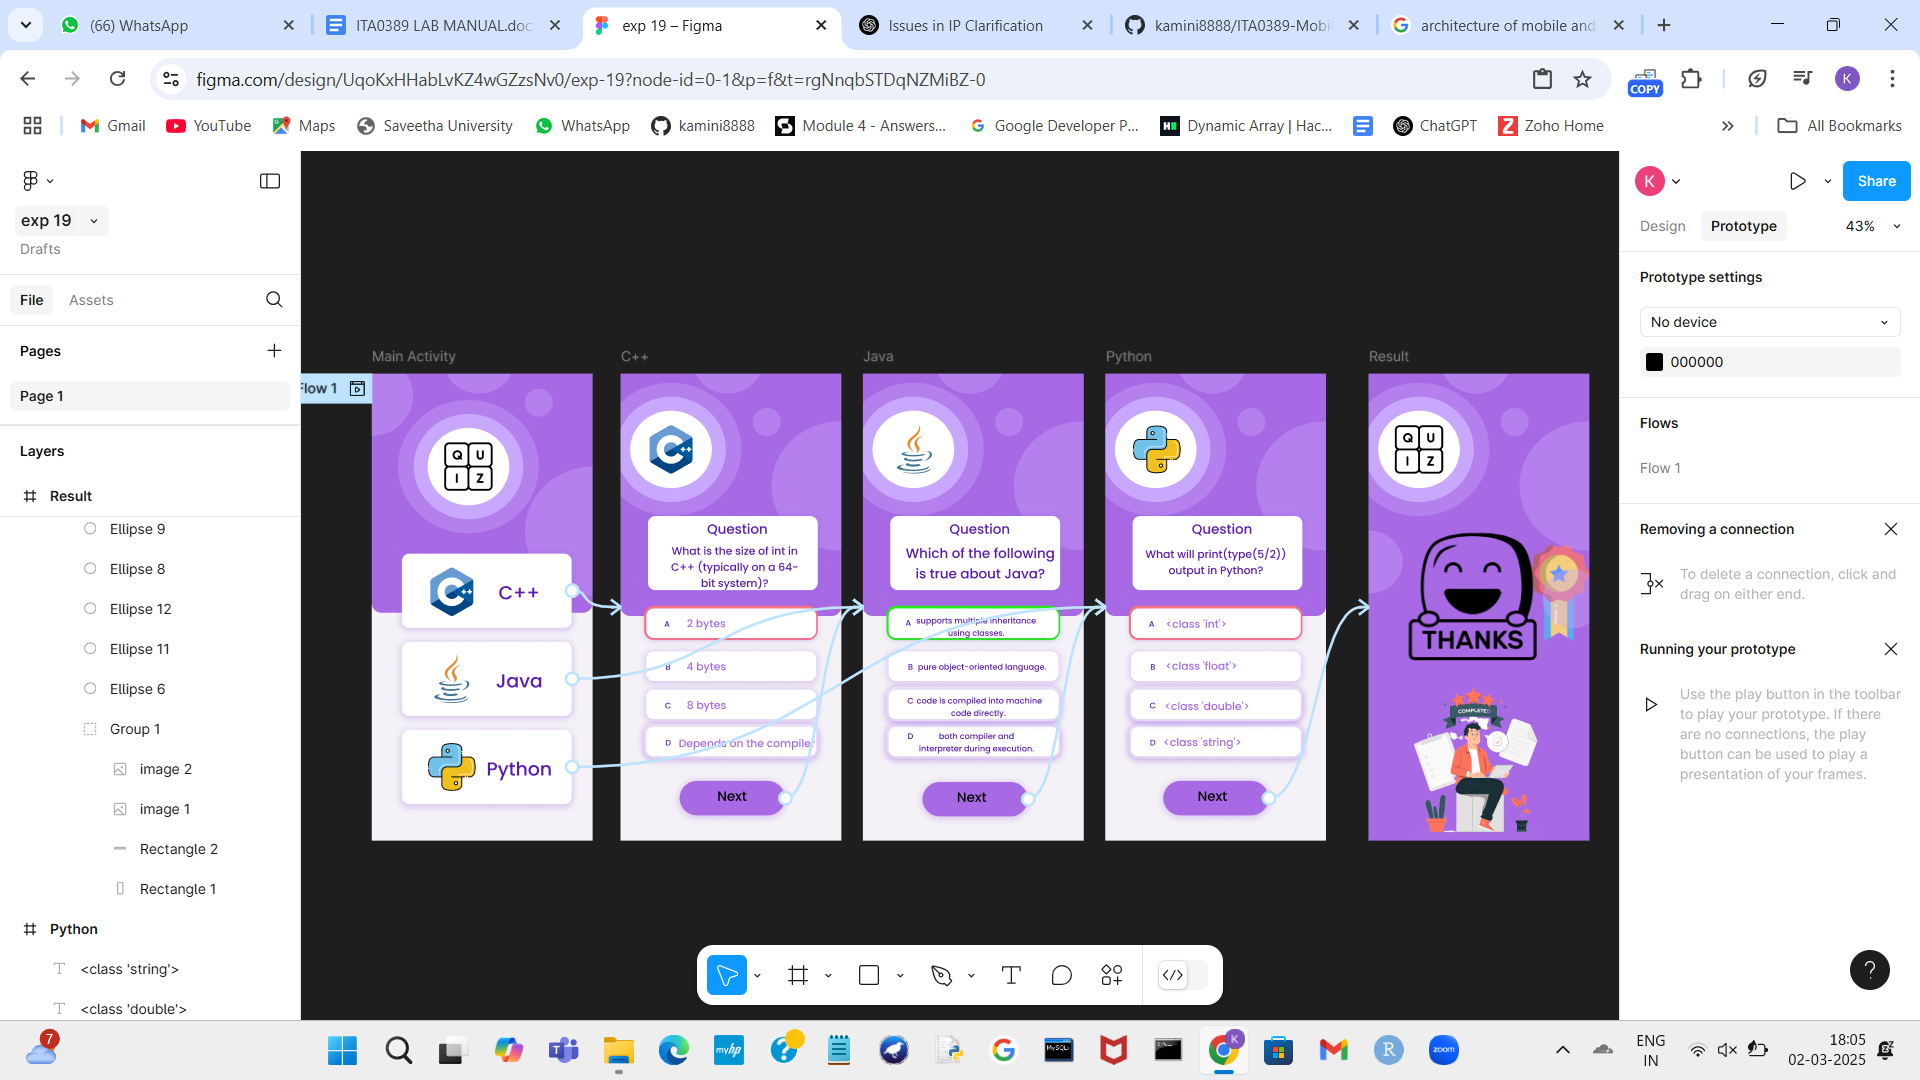 (66) WhatsApp
ITA0389 LAB MANUAL.doc
exp 19 – Figma
Issues in IP Clarification
kamini8888/ITA0389-Mobi
architecture of mobile and
figma.com/design/UqoKxHHabLvKZ4wGZzsNv0/exp-19?node-id=0-1&p=f&t=rgNnqbSTDqNZMiBZ-0
COPY
K
Gmail
YouTube
Maps
Saveetha University
WhatsApp
kamini8888
Module 4 - Answers...
Google Developer P...
Dynamic Array | Hac...
ChatGPT
Zoho Home
All Bookmarks
exp 19
Drafts
File
Assets
Pages
Page 1
Layers
Result
Ellipse 9
Ellipse 8
Ellipse 12
Ellipse 11
Ellipse 6
Group 1
image 2
image 1
Rectangle 2
Rectangle 1
Python
<class 'string'>
<class 'double'>
Flow 1
Main Activity
Q U
I Z
C++
Java
Python
C++
Question
What is the size of int in
C++ (typically on a 64-
bit system)?
A 2 bytes
B 4 bytes
C 8 bytes
D Depends on the compiler
Next
Java
Question
Which of the following
is true about Java?
A supports multiple inheritance
using classes.
B pure object-oriented language.
C code is compiled into machine
code directly.
D both compiler and
interpreter during execution.
Next
Python
Question
What will print(type(5/2))
output in Python?
A <class 'int'>
B <class 'float'>
C <class 'double'>
D <class 'string'>
Next
Result
Q U
I Z
THANKS
COMPLETED
K
Share
Design
Prototype
43%
Prototype settings
No device
000000
Flows
Flow 1
Removing a connection
To delete a connection, click and
drag on either end.
Running your prototype
Use the play button in the toolbar
to play your prototype. If there
are no connections, the play
button can be used to play a
presentation of your frames.
?
7
myhp
MySQL
K
R
zoom
ENG
IN
18:05
02-03-2025